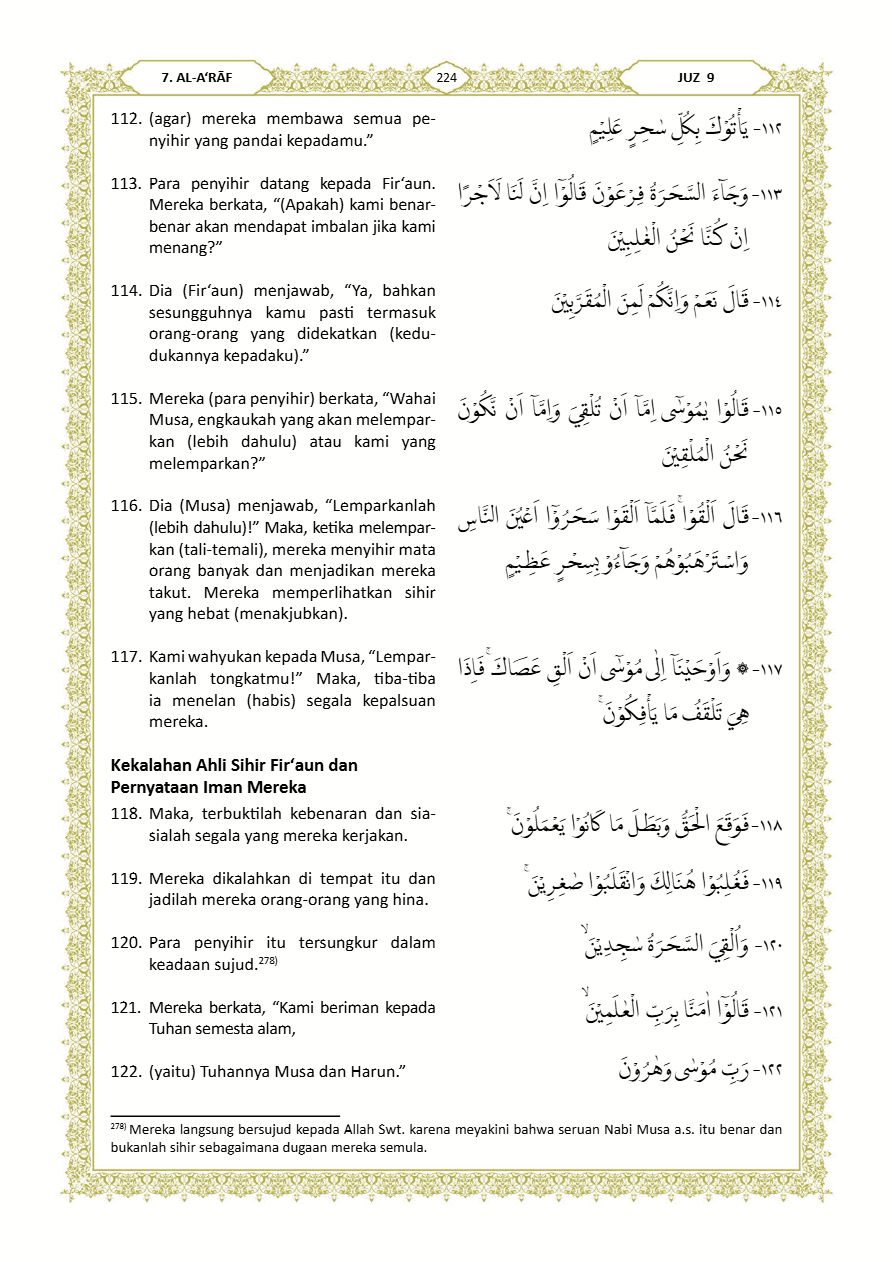 7. AL-A‘RĀF
224
JUZ 9
112. (agar) mereka membawa semua pe-
nyihir yang pandai kepadamu.”
١١٢- يَأْتُوْكَ بِكُلِّ سٰحِرٍ عَلِيْمٍ
113. Para penyihir datang kepada Fir‘aun.
Mereka berkata, “(Apakah) kami benar-
benar akan mendapat imbalan jika kami
menang?”
١١٣- وَجَاۤءَ السَّحَرَةُ فِرْعَوْنَ قَالُوْٓا اِنَّ لَنَا لَاَجْرًا
اِنْ كُنَّا نَحْنُ الْغٰلِبِيْنَ
114. Dia (Fir‘aun) menjawab, “Ya, bahkan
sesungguhnya kamu pasti termasuk
orang-orang yang didekatkan (kedu-
dukannya kepadaku).”
١١٤- قَالَ نَعَمْ وَاِنَّكُمْ لَمِنَ الْمُقَرَّبِيْنَ
115. Mereka (para penyihir) berkata, “Wahai
Musa, engkaukah yang akan melempar-
kan (lebih dahulu) atau kami yang
melemparkan?”
١١٥- قَالُوْا يٰمُوْسٰٓى اِمَّآ اَنْ تُلْقِيَ وَاِمَّآ اَنْ نَّكُوْنَ
نَحْنُ الْمُلْقِيْنَ
116. Dia (Musa) menjawab, “Lemparkanlah
(lebih dahulu)!” Maka, ketika melempar-
kan (tali-temali), mereka menyihir mata
orang banyak dan menjadikan mereka
takut. Mereka memperlihatkan sihir
yang hebat (menakjubkan).
١١٦- قَالَ اَلْقُوْاۚ فَلَمَّآ اَلْقَوْا سَحَرُوْٓا اَعْيُنَ النَّاسِ
وَاسْتَرْهَبُوْهُمْ وَجَاۤءُوْ بِسِحْرٍ عَظِيْمٍ
117. Kami wahyukan kepada Musa, “Lempar-
kanlah tongkatmu!” Maka, tiba-tiba
ia menelan (habis) segala kepalsuan
mereka.
١١٧- ۞ وَاَوْحَيْنَآ اِلٰى مُوْسٰٓى اَنْ اَلْقِ عَصَاكَۚ فَاِذَا
هِيَ تَلْقَفُ مَا يَأْفِكُوْنَۚ
Kekalahan Ahli Sihir Fir‘aun dan
Pernyataan Iman Mereka
118. Maka, terbuktilah kebenaran dan sia-
sialah segala yang mereka kerjakan.
١١٨- فَوَقَعَ الْحَقُّ وَبَطَلَ مَا كَانُوْا يَعْمَلُوْنَۚ
119. Mereka dikalahkan di tempat itu dan
jadilah mereka orang-orang yang hina.
١١٩- فَغُلِبُوْا هُنَالِكَ وَانْقَلَبُوْا صٰغِرِيْنَۚ
120. Para penyihir itu tersungkur dalam
keadaan sujud.²⁷⁸⁾
١٢٠- وَاُلْقِيَ السَّحَرَةُ سٰجِدِيْنَۙ
121. Mereka berkata, “Kami beriman kepada
Tuhan semesta alam,
١٢١- قَالُوْٓا اٰمَنَّا بِرَبِّ الْعٰلَمِيْنَۙ
122. (yaitu) Tuhannya Musa dan Harun.”
١٢٢- رَبِّ مُوْسٰى وَهٰرُوْنَ
²⁷⁸⁾ Mereka langsung bersujud kepada Allah Swt. karena meyakini bahwa seruan Nabi Musa a.s. itu benar dan
bukanlah sihir sebagaimana dugaan mereka semula.